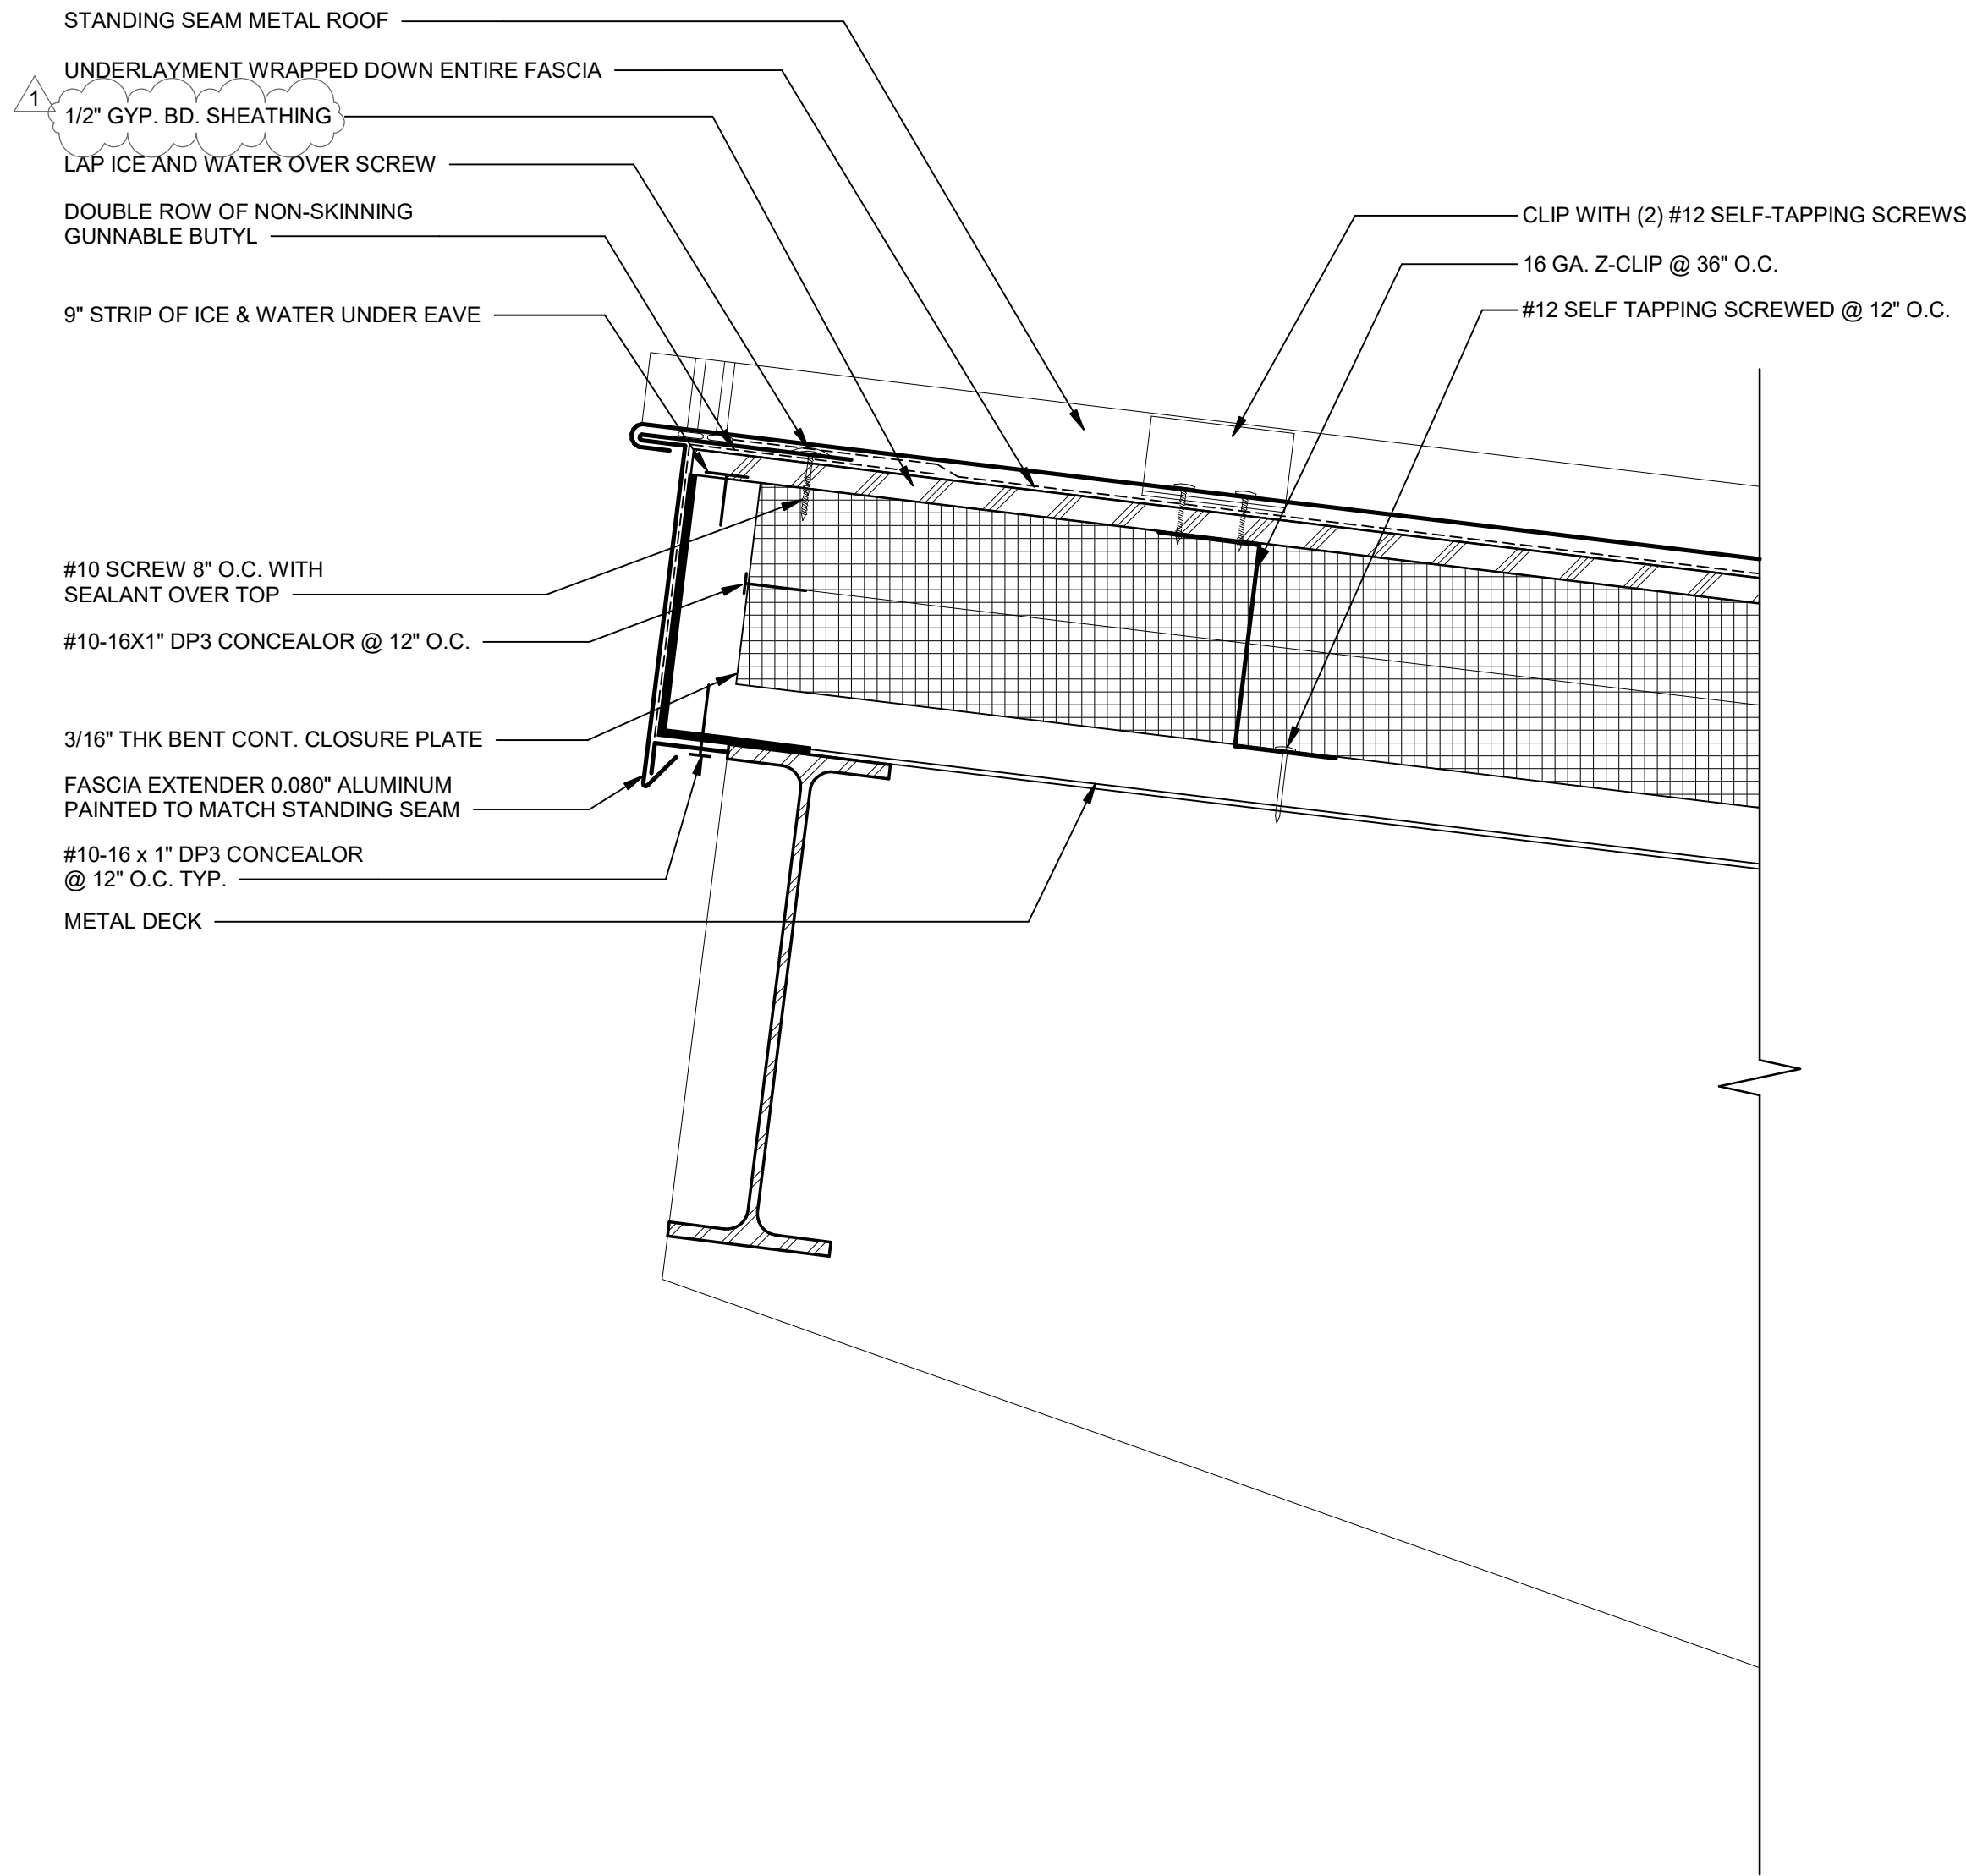 STANDING SEAM METAL ROOF
UNDERLAYMENT WRAPPED DOWN ENTIRE FASCIA
1
1/2" GYP. BD. SHEATHING
LAP ICE AND WATER OVER SCREW
DOUBLE ROW OF NON-SKINNING
GUNNABLE BUTYL
9" STRIP OF ICE & WATER UNDER EAVE
#10 SCREW 8" O.C. WITH
SEALANT OVER TOP
#10-16X1" DP3 CONCEALOR @ 12" O.C.
3/16" THK BENT CONT. CLOSURE PLATE
FASCIA EXTENDER 0.080" ALUMINUM
PAINTED TO MATCH STANDING SEAM
#10-16 x 1" DP3 CONCEALOR
@ 12" O.C. TYP.
METAL DECK
CLIP WITH (2) #12 SELF-TAPPING SCREWS
16 GA. Z-CLIP @ 36" O.C.
#12 SELF TAPPING SCREWED @ 12" O.C.